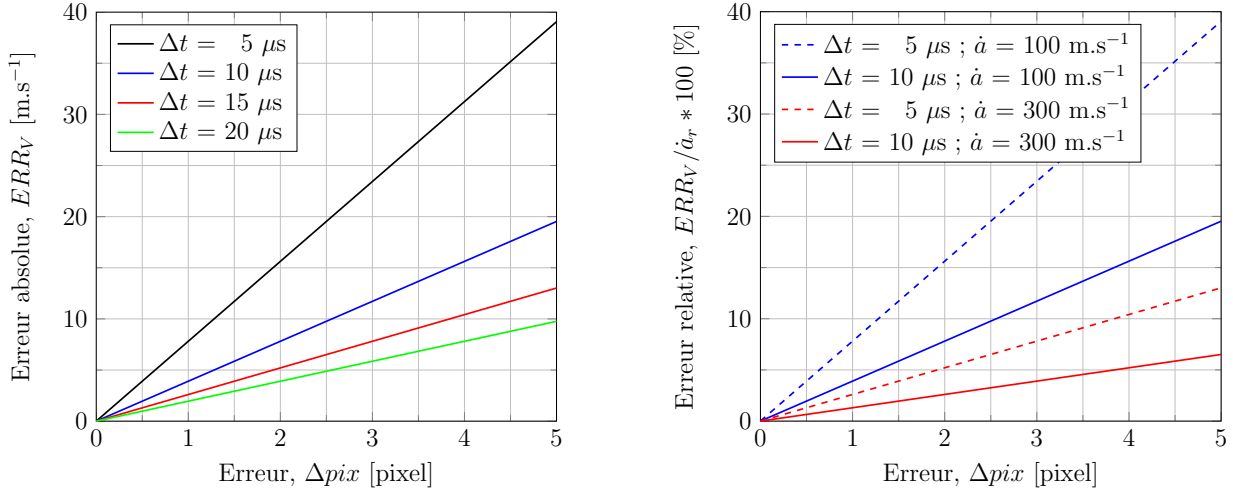 Erreur absolue, ERR_V [m.s⁻¹]
40
30
20
10
0
Δt = 5 μs
Δt = 10 μs
Δt = 15 μs
Δt = 20 μs
0 1 2 3 4 5
Erreur, Δpix [pixel]
Erreur relative, ERR_V/ȧ_r * 100 [%]
40
30
20
10
0
Δt = 5 μs ; ȧ = 100 m.s⁻¹
Δt = 10 μs ; ȧ = 100 m.s⁻¹
Δt = 5 μs ; ȧ = 300 m.s⁻¹
Δt = 10 μs ; ȧ = 300 m.s⁻¹
0 1 2 3 4 5
Erreur, Δpix [pixel]